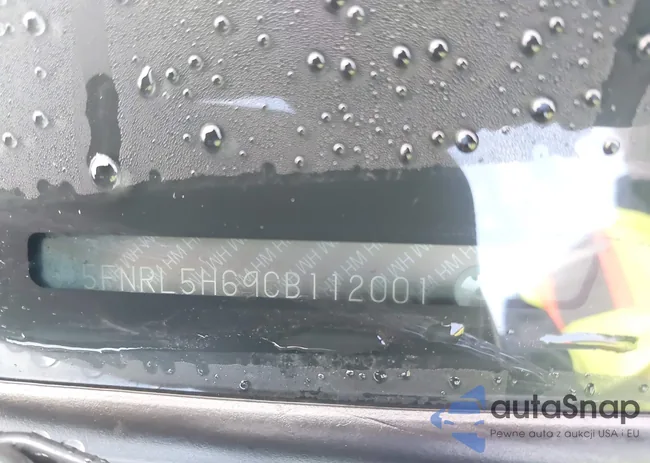 5FNRL5H69CB112001
autaSnap
Pewne auta z aukcji USA i EU